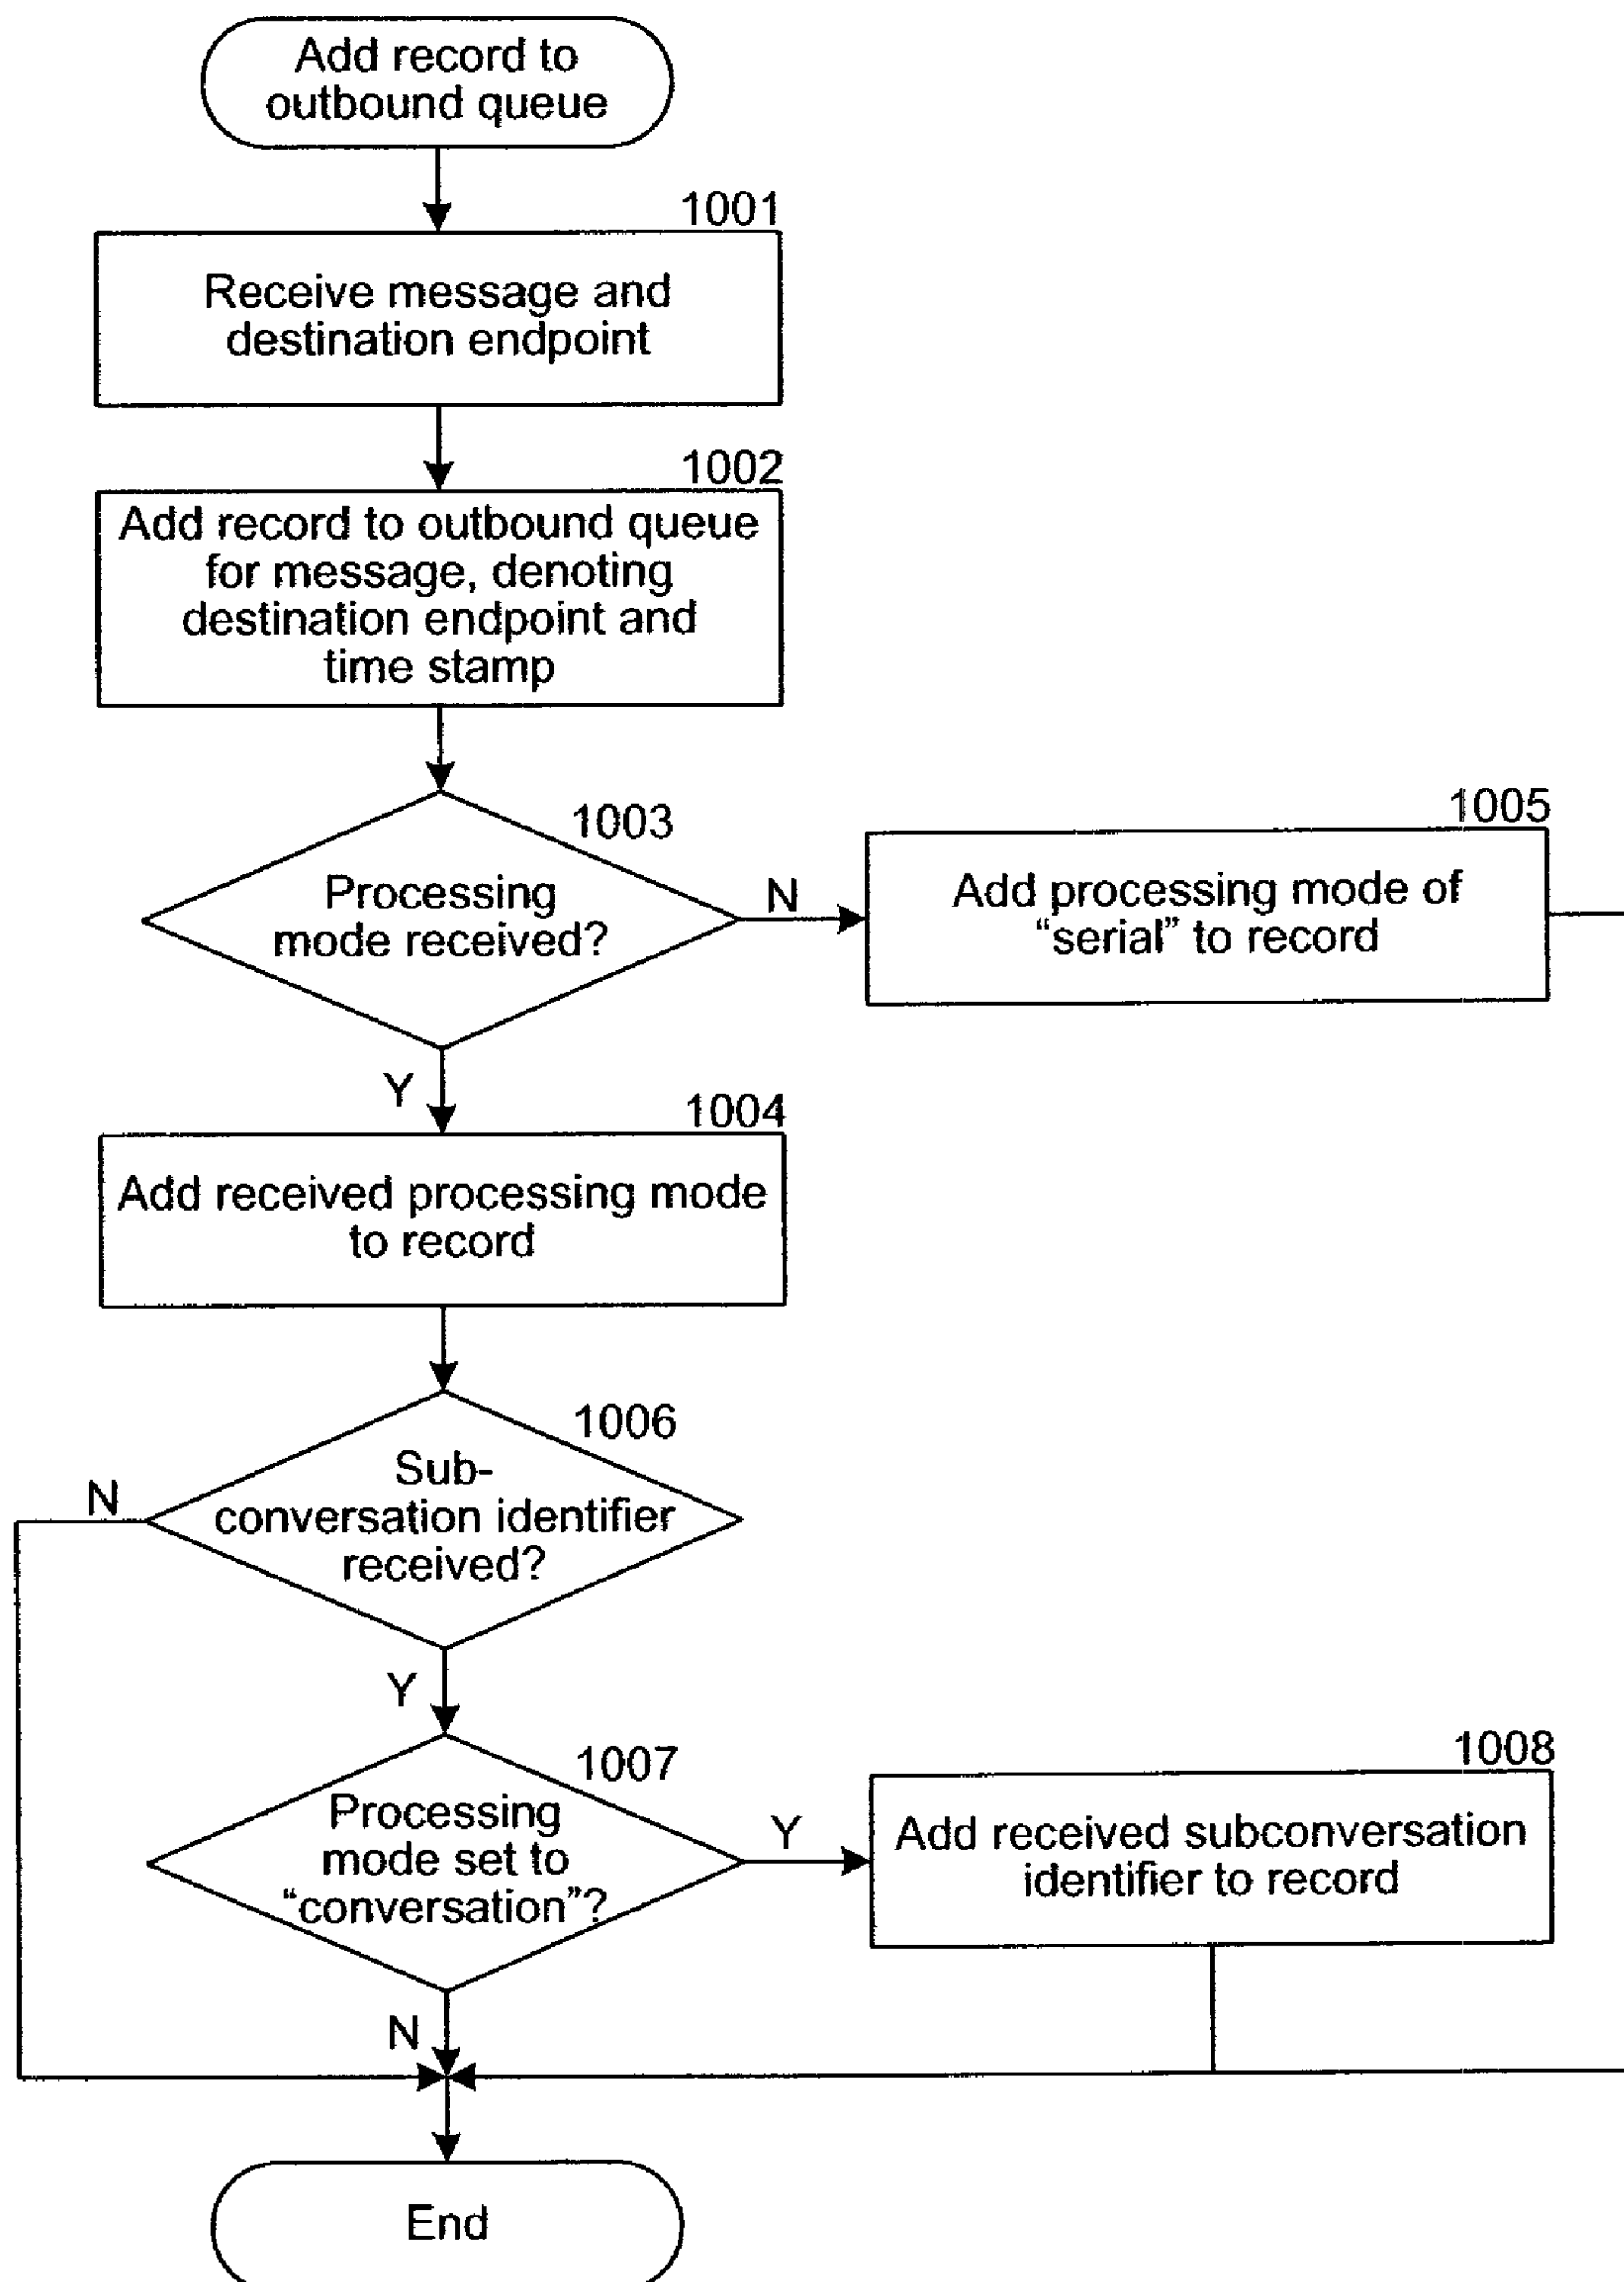 Add record to
outbound queue
1001
Receive message and
destination endpoint
1002
Add record to outbound queue
for message, denoting
destination endpoint and
time stamp
1003
Processing
mode received?
N
1005
Add processing mode of
“serial” to record
Y
1004
Add received processing mode
to record
1006
Sub-
conversation identifier
received?
N
Y
1007
Processing
mode set to
“conversation”?
Y
1008
Add received subconversation
identifier to record
N
End